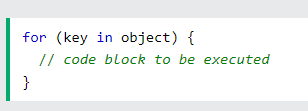 for (key in object) {
  // code block to be executed
}